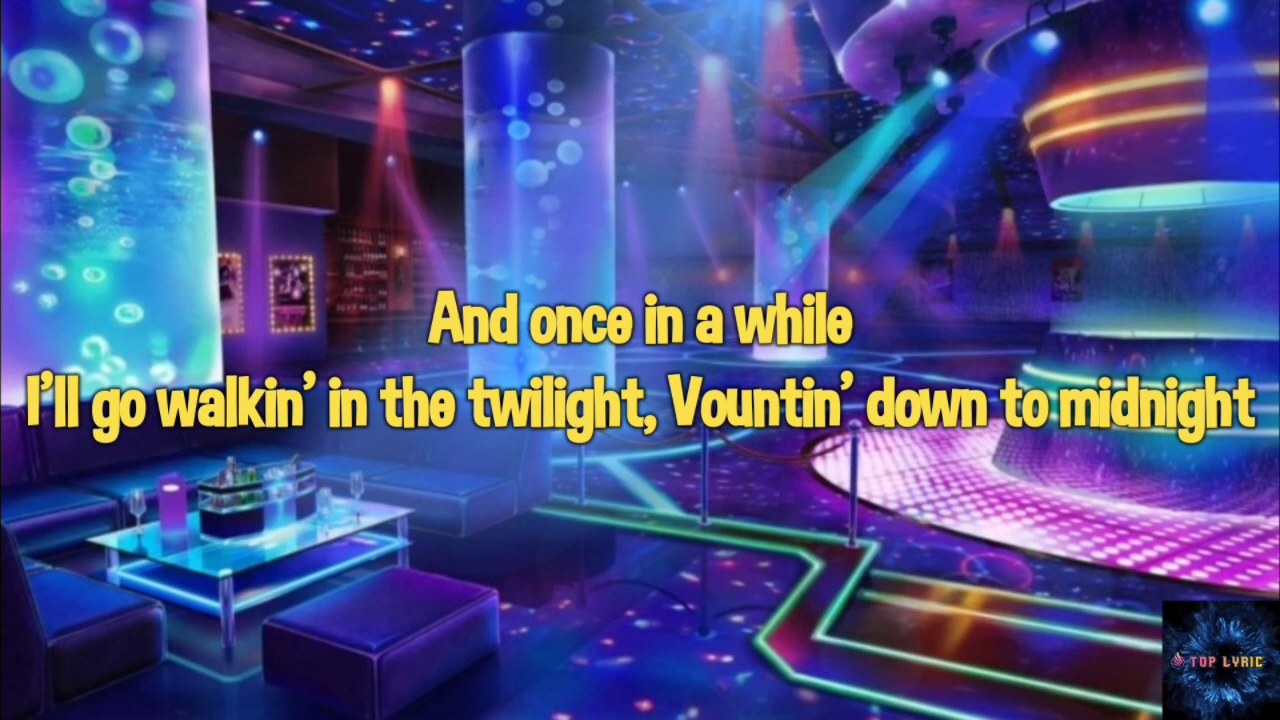 And once in a while
I'll go walkin' in the twilight, Vountin' down to midnight
TOP LYRIC